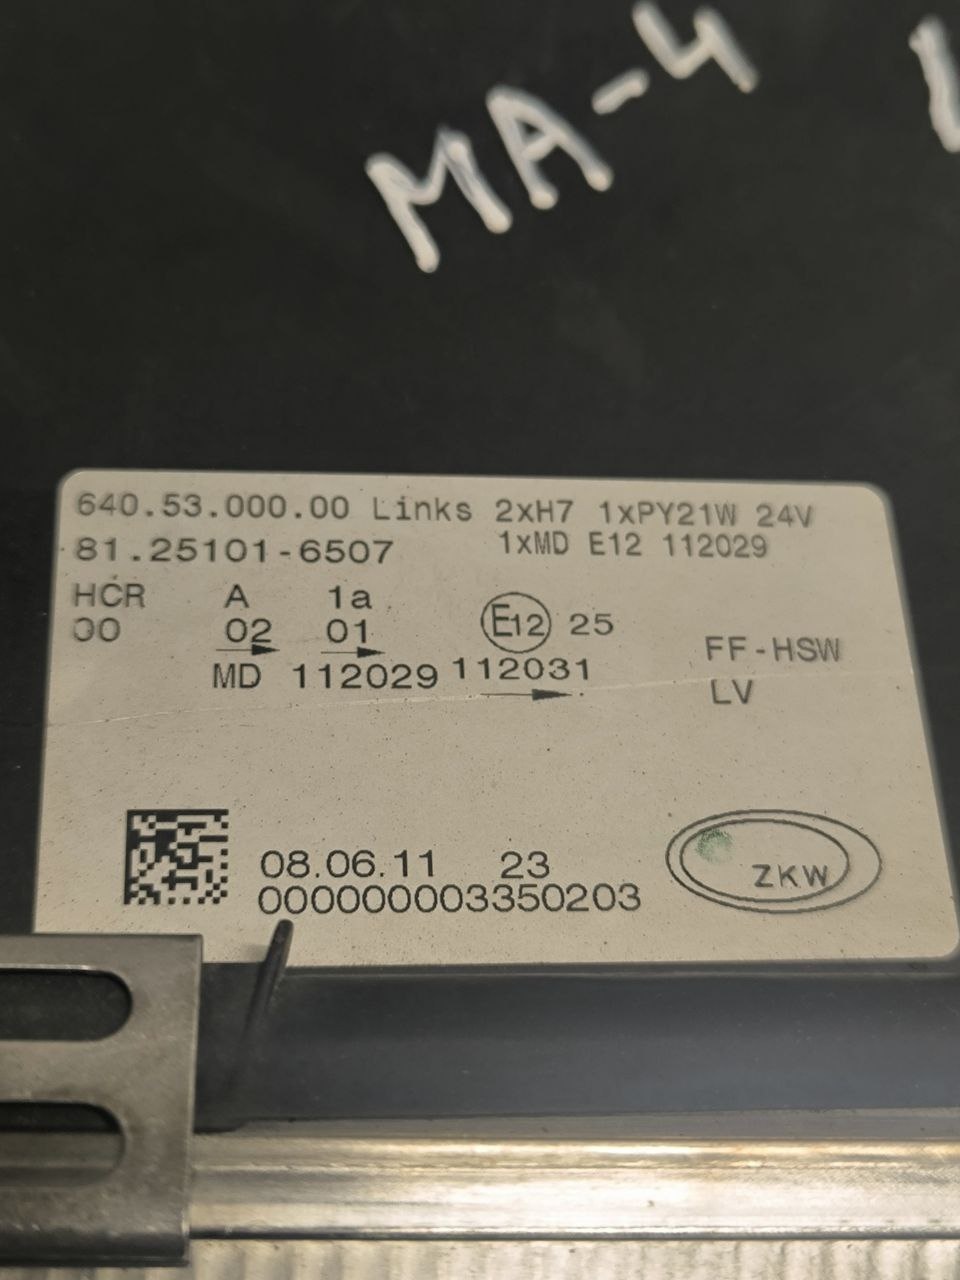 MA-4
640.53.000.00 Links 2xH7 1xPY21W 24V
81.25101-6507 1xMD E12 112029
HCR A 1a
00 02 01 E12 25
FF-HSW
MD 112029 112031
LV
08.06.11 23
000000003350203
ZKW